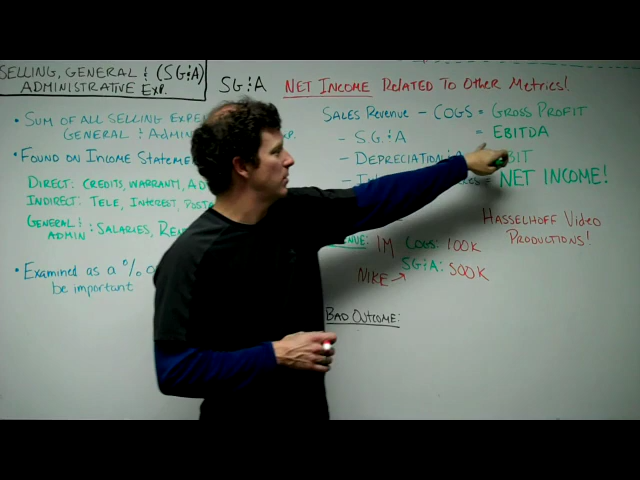 SELLING, GENERAL & (SG&A)
ADMINISTRATIVE EXP.
SG&A NET INCOME RELATED TO OTHER METRICS!
• SUM OF ALL SELLING
GENERAL & ADMIN
• FOUND ON INCOME
DIRECT: CREDITS, WARRANTY,
INDIRECT: TELE, INTEREST,
GENERAL & ADMIN: SALARIES,
• EXAMINED AS A %
be important
SALES REVENUE - COGS = GROSS PROFIT
- SG&A = EBITDA
- DEPRECIATION
= NET INCOME!
HASSELHOFF VIDEO
PRODUCTIONS!
1M COGS: 100K
SG&A: 500K
NIKE →
BAD OUTCOME: